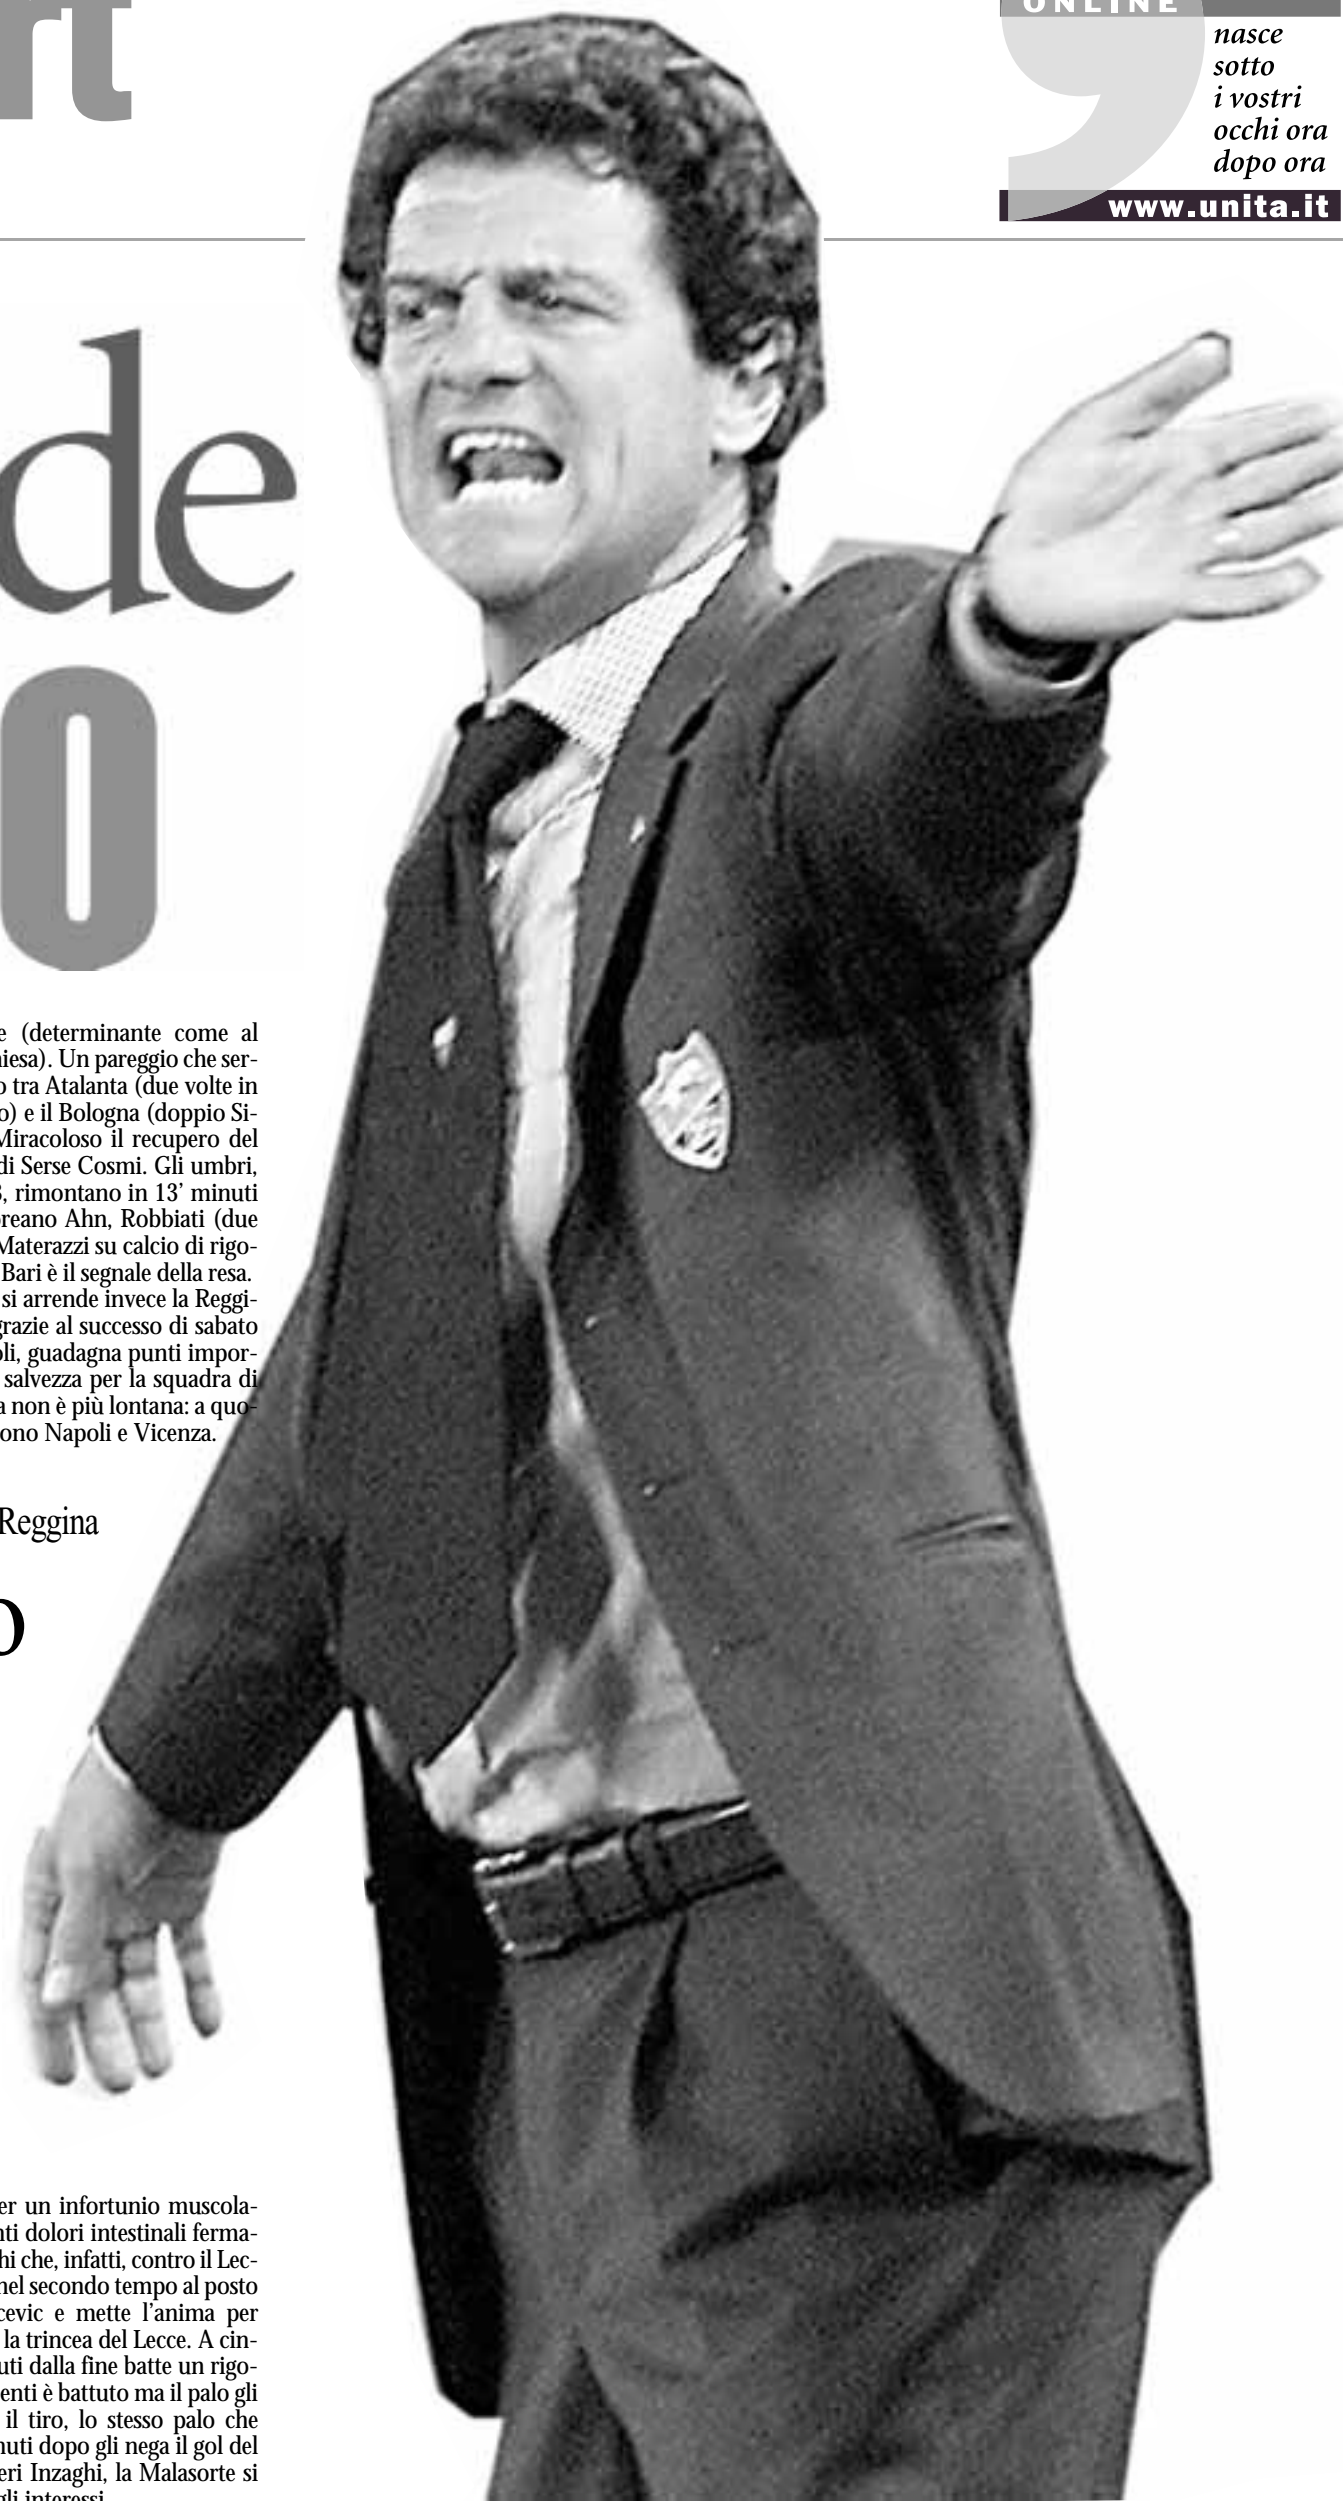 rt
ONLINE
nasce
sotto
i vostri
occhi ora
dopo ora
www.unita.it
de
o
e (determinante come al
hiesa). Un pareggio che ser-
o tra Atalanta (due volte in
o) e il Bologna (doppio Si-
Miracoloso il recupero del
di Serse Cosmi. Gli umbri,
3, rimontano in 13' minuti
oreano Ahn, Robbiati (due
Materazzi su calcio di rigo-
Bari è il segnale della resa.
si arrende invece la Reggi-
grazie al successo di sabato
oli, guadagna punti impor-
salvezza per la squadra di
a non è più lontana: a quo-
ono Napoli e Vicenza.
Reggina
o
er un infortunio muscola-
nti dolori intestinali ferma-
hi che, infatti, contro il Lec-
nel secondo tempo al posto
cevic e mette l'anima per
la trincea del Lecce. A cin-
uti dalla fine batte un rigo-
enti è battuto ma il palo gli
il tiro, lo stesso palo che
nuti dopo gli nega il gol del
eri Inzaghi, la Malasorte si
gli interessi